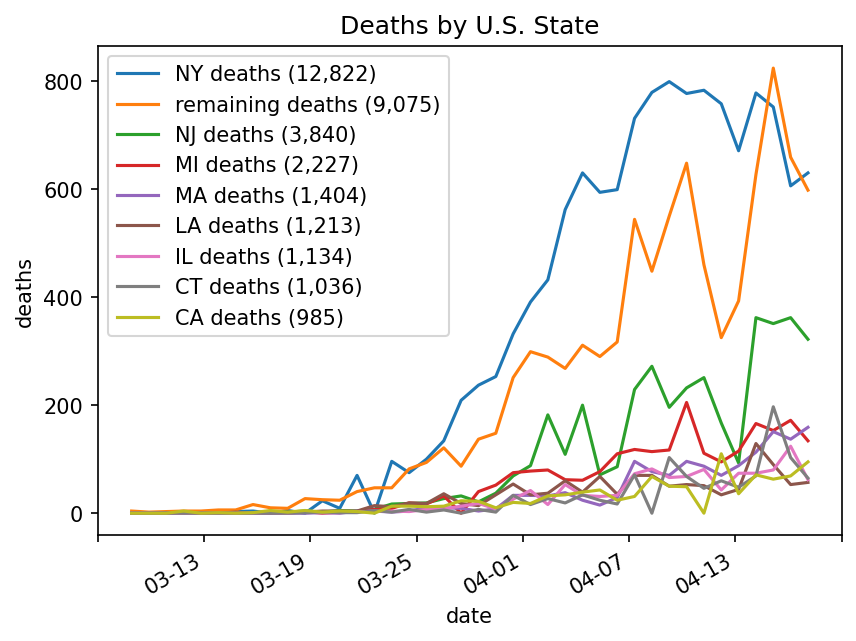 Deaths by U.S. State
NY deaths (12,822)
remaining deaths (9,075)
NJ deaths (3,840)
MI deaths (2,227)
MA deaths (1,404)
LA deaths (1,213)
IL deaths (1,134)
CT deaths (1,036)
CA deaths (985)
deaths
800
600
400
200
0
03-13
03-19
03-25
04-01
04-07
04-13
date